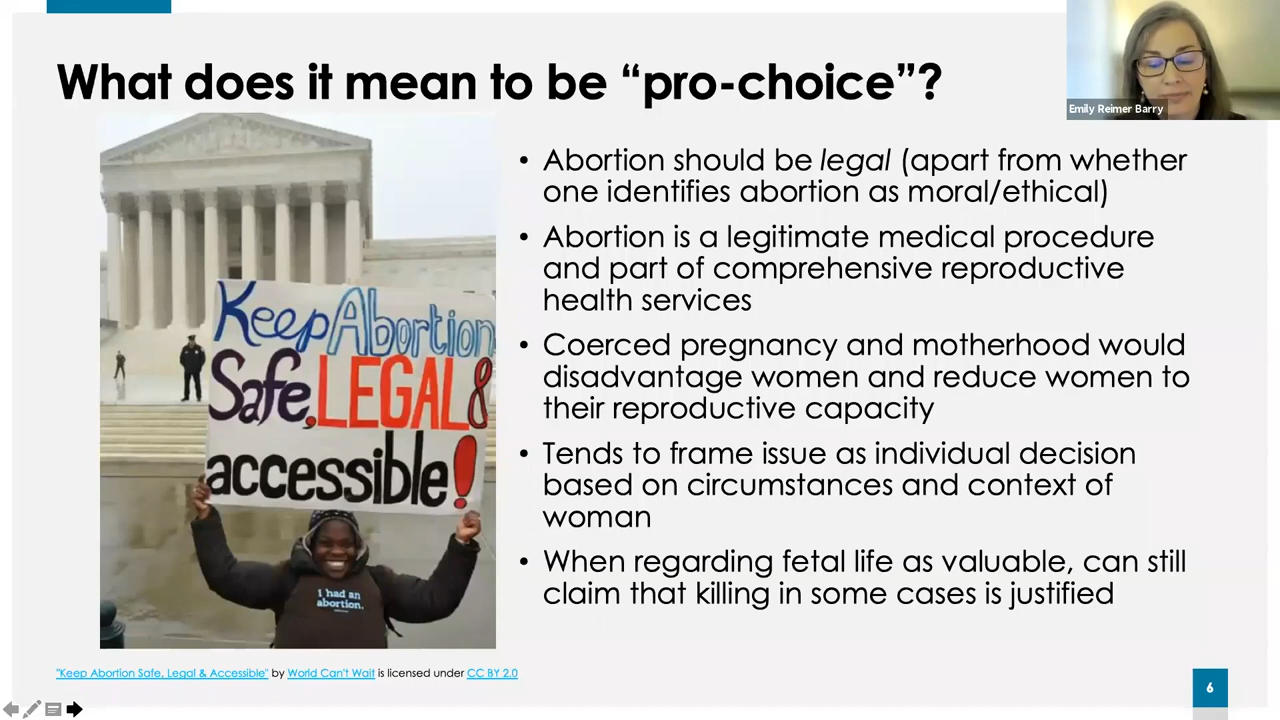 What does it mean to be “pro-choice”?
Emily Reimer Barry
• Abortion should be legal (apart from whether
one identifies abortion as moral/ethical)
• Abortion is a legitimate medical procedure
and part of comprehensive reproductive
health services
• Coerced pregnancy and motherhood would
disadvantage women and reduce women to
their reproductive capacity
• Tends to frame issue as individual decision
based on circumstances and context of
woman
• When regarding fetal life as valuable, can still
claim that killing in some cases is justified
Keep Abortion
Safe, LEGAL &
accessible!
I had an
abortion.
"Keep Abortion Safe, Legal & Accessible" by World Can't Wait is licensed under CC BY 2.0
6